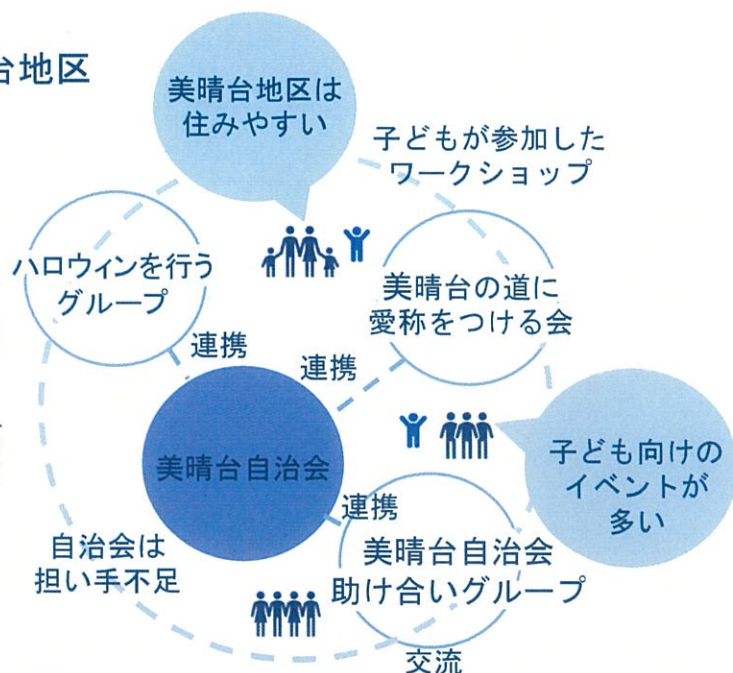 台地区
美晴台地区は
住みやすい
子どもが参加した
ワークショップ
ハロウィンを行う
グループ
美晴台の道に
愛称をつける会
連携
連携
美晴台自治会
子ども向けの
イベントが
多い
連携
自治会は
担い手不足
美晴台自治会
助け合いグループ
交流